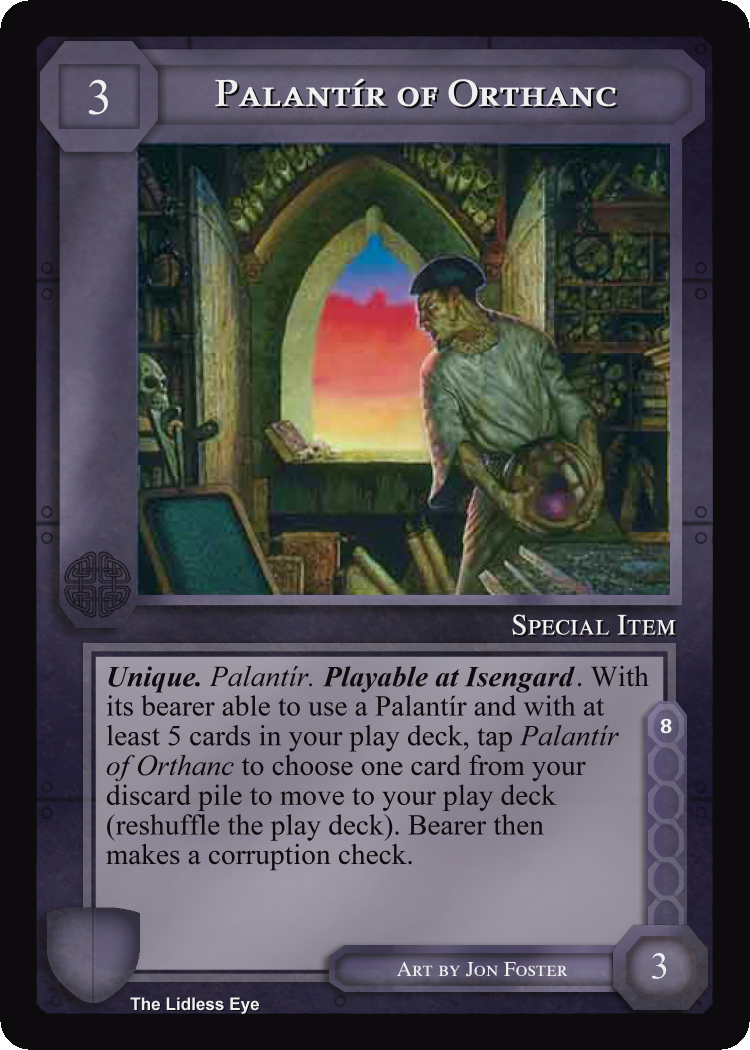 3
Palantír of Orthanc
Special Item
Unique. Palantír. Playable at Isengard. With
its bearer able to use a Palantír and with at
least 5 cards in your play deck, tap Palantír
of Orthanc to choose one card from your
discard pile to move to your play deck
(reshuffle the play deck). Bearer then
makes a corruption check.
8
Art by Jon Foster
3
The Lidless Eye